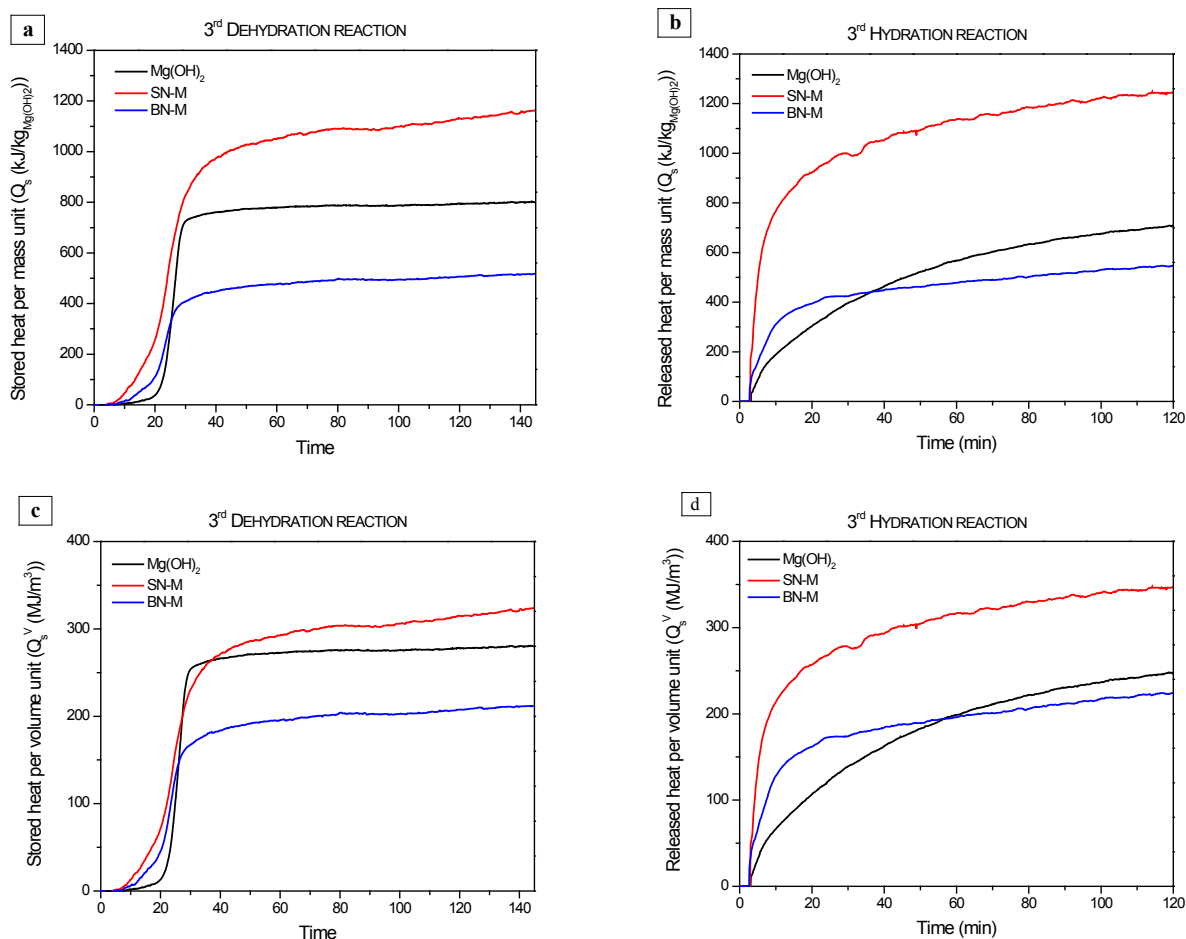 a
3rd DEHYDRATION REACTION
1400
1200
1000
800
600
400
200
0
Stored heat per mass unit (Qs (kJ/kgMg(OH)2))
Mg(OH)2
SN-M
BN-M
0 20 40 60 80 100 120 140
Time
b
3rd HYDRATION REACTION
1400
1200
1000
800
600
400
200
0
Released heat per mass unit (Qs (kJ/kgMg(OH)2))
Mg(OH)2
SN-M
BN-M
0 20 40 60 80 100 120
Time (min)
c
3rd DEHYDRATION REACTION
400
300
200
100
0
Stored heat per volume unit (QsV (MJ/m3))
Mg(OH)2
SN-M
BN-M
0 20 40 60 80 100 120 140
Time
d
3rd HYDRATION REACTION
400
300
200
100
0
Released heat per volume unit (QsV (MJ/m3))
Mg(OH)2
SN-M
BN-M
0 20 40 60 80 100 120
Time (min)